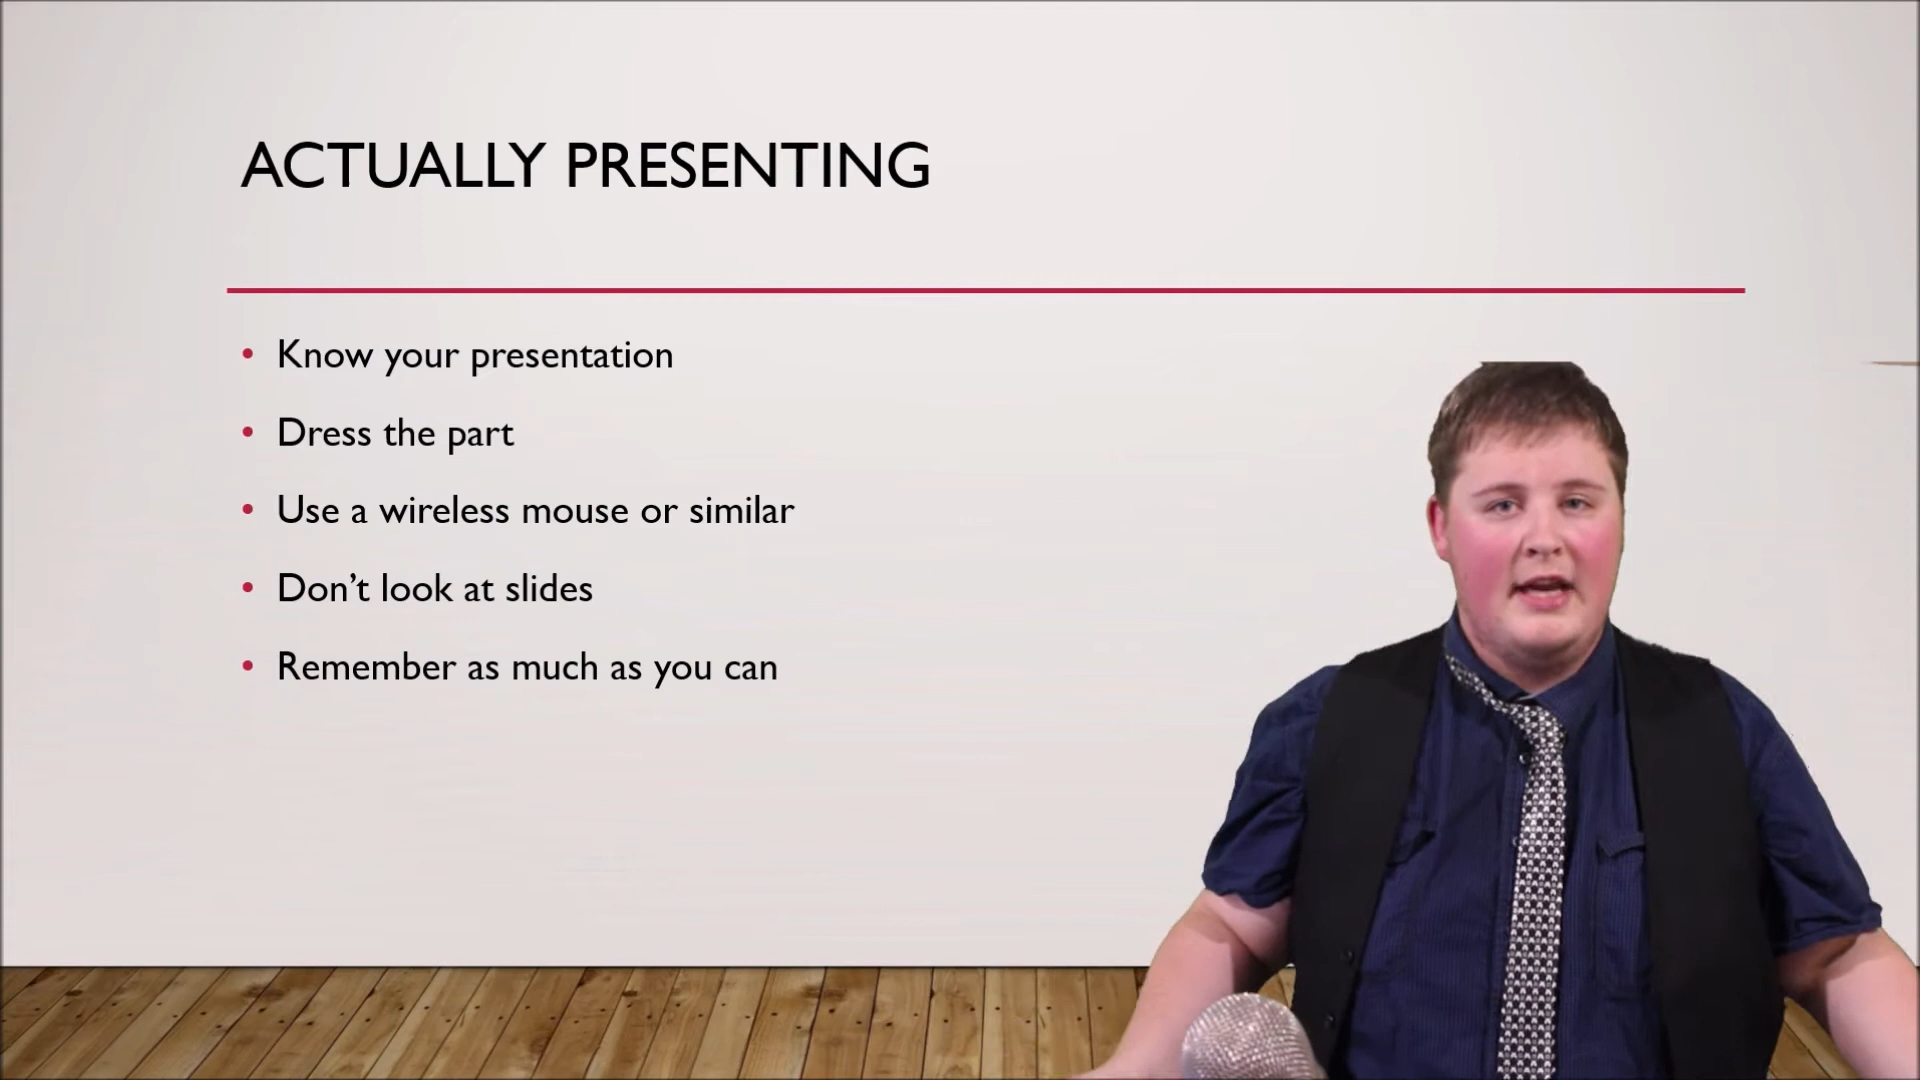 ACTUALLY PRESENTING
• Know your presentation
• Dress the part
• Use a wireless mouse or similar
• Don’t look at slides
• Remember as much as you can